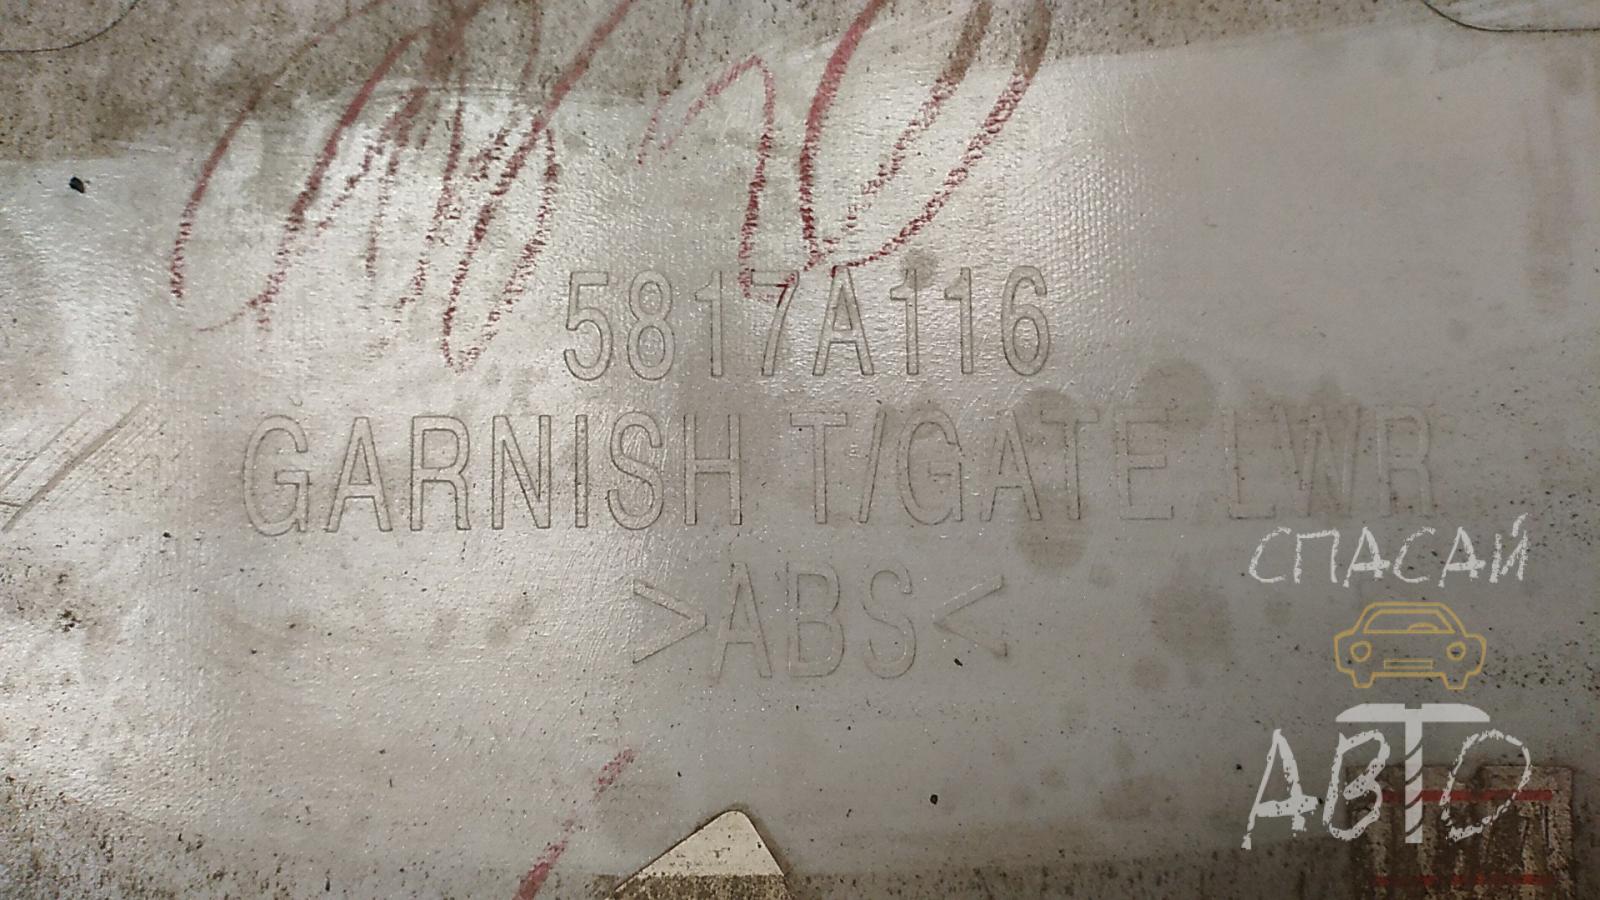 5817A116
GARNISH T/GATE LWR
>ABS<
СПАСАЙ
АВТО